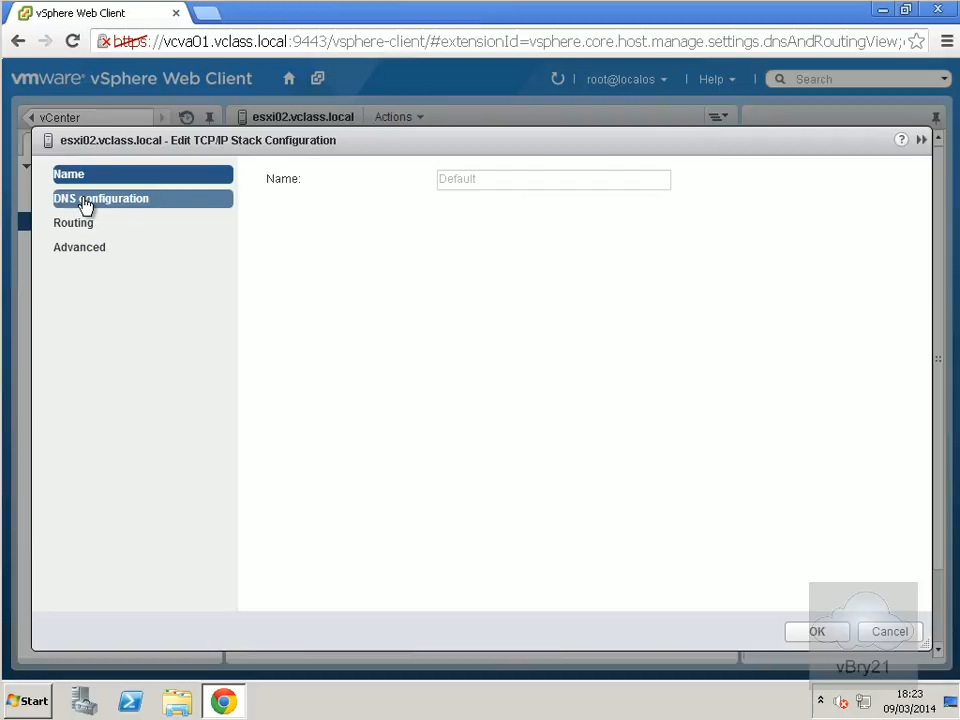 vSphere Web Client
https://vcva01.vclass.local:9443/vsphere-client/#extensionId=vsphere.core.host.manage.settings.dnsAndRoutingView;
vmware® vSphere Web Client
root@localos
Help
Search
vCenter
esxi02.vclass.local
Actions
esxi02.vclass.local - Edit TCP/IP Stack Configuration
Name
Name:
Default
DNS configuration
Routing
Advanced
OK
Cancel
vBry21
Start
18:23
09/03/2014